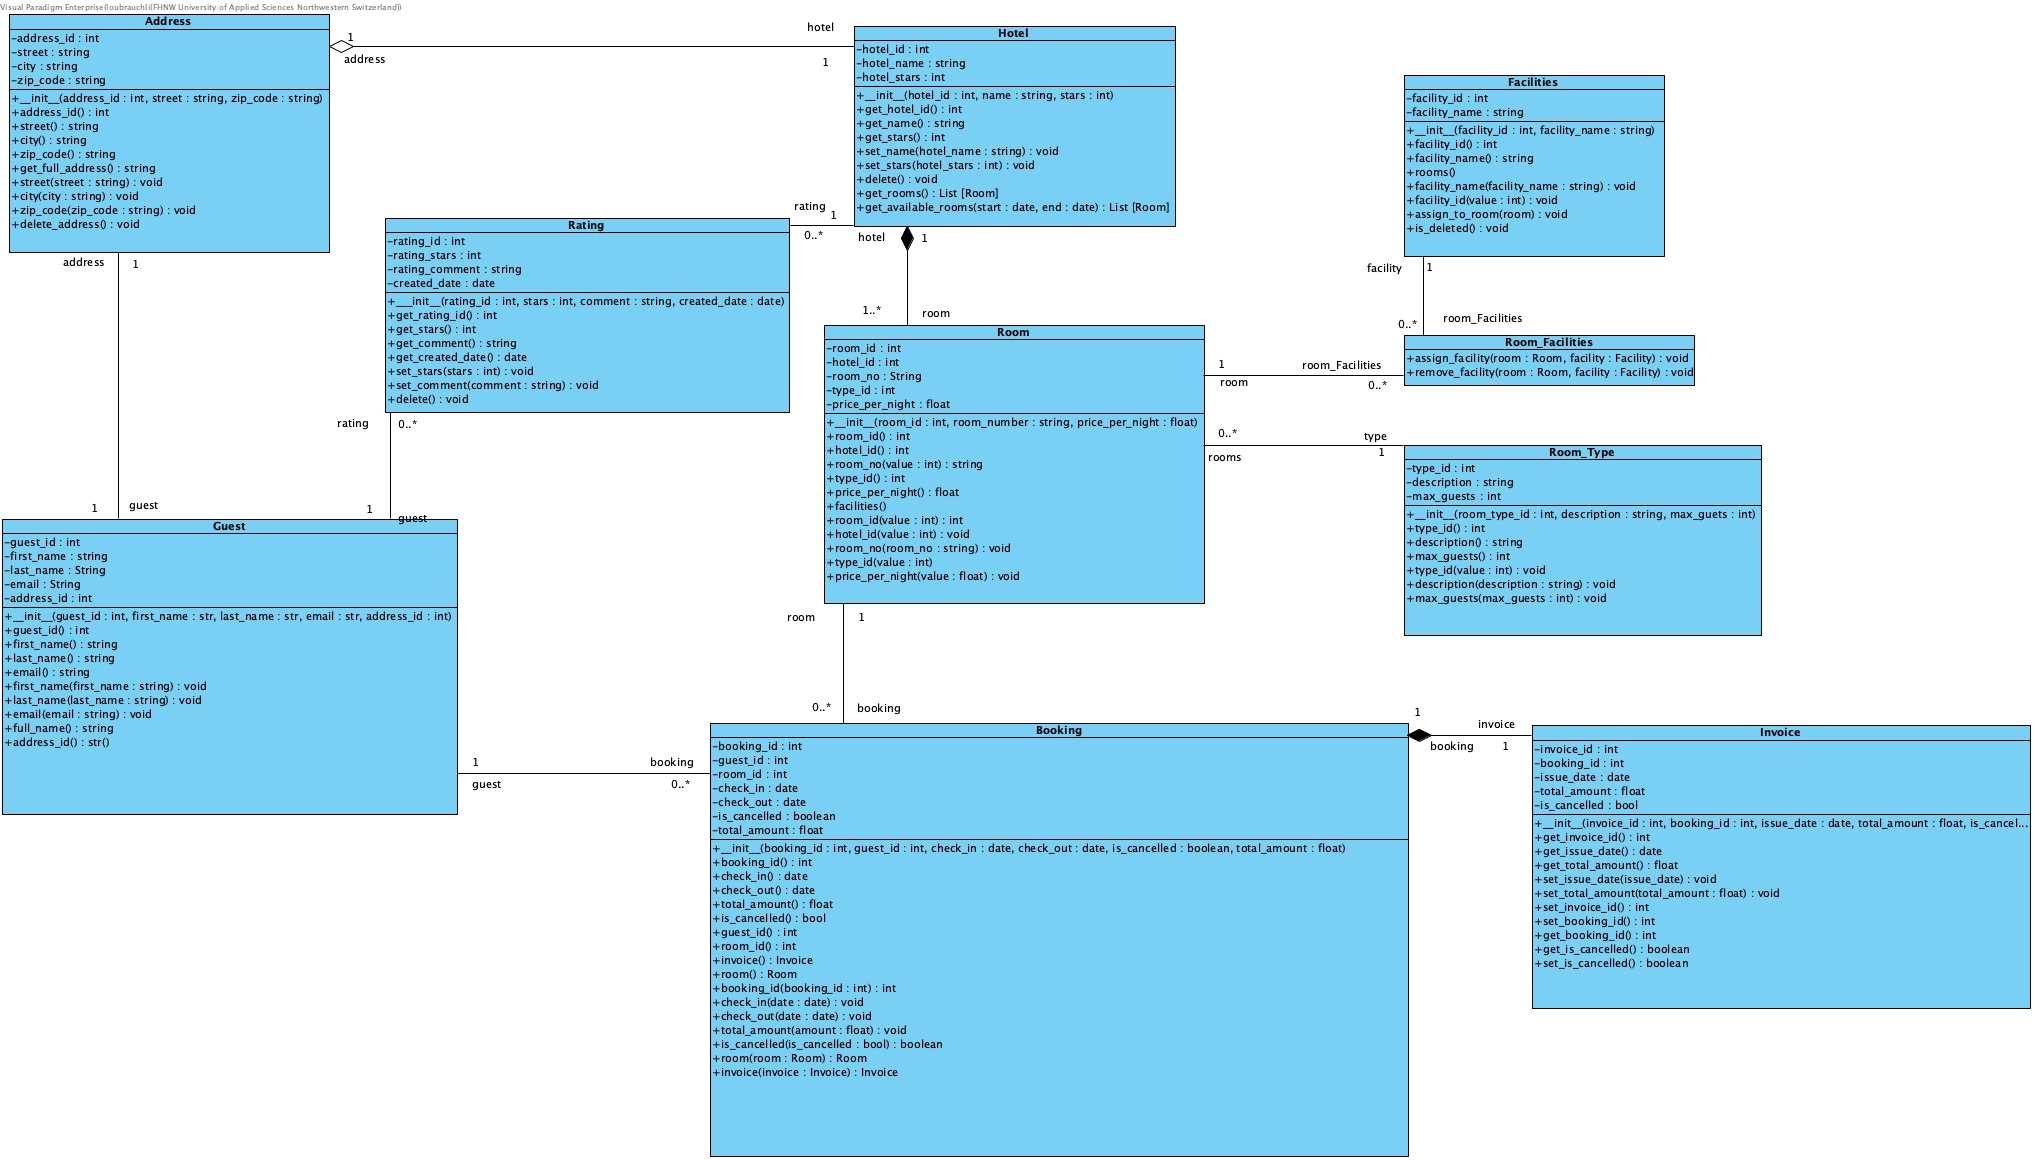 Visual Paradigm Enterprise(loubrauchli(FHNW University of Applied Sciences Northwestern Switzerland))
Address
-address_id : int
-street : string
-city : string
-zip_code : string
+__init__(address_id : int, street : string, zip_code : string)
+address_id() : int
+street() : string
+city() : string
+zip_code() : string
+get_full_address() : string
+street(street : string) : void
+city(city : string) : void
+zip_code(zip_code : string) : void
+delete_address() : void
1
address
hotel
1
Hotel
-hotel_id : int
-hotel_name : string
-hotel_stars : int
+__init__(hotel_id : int, name : string, stars : int)
+get_hotel_id() : int
+get_name() : string
+get_stars() : int
+set_name(hotel_name : string) : void
+set_stars(hotel_stars : int) : void
+delete() : void
+get_rooms() : List [Room]
+get_available_rooms(start : date, end : date) : List [Room]
Facilities
-facility_id : int
-facility_name : string
+__init__(facility_id : int, facility_name : string)
+facility_id() : int
+facility_name() : string
+rooms()
+facility_name(facility_name : string) : void
+facility_id(value : int) : void
+assign_to_room(room) : void
+is_deleted() : void
rating
1
0..*
hotel
1
Rating
-rating_id : int
-rating_stars : int
-rating_comment : string
-created_date : date
+___init__(rating_id : int, stars : int, comment : string, created_date : date)
+get_rating_id() : int
+get_stars() : int
+get_comment() : string
+get_created_date() : date
+set_stars(stars : int) : void
+set_comment(comment : string) : void
+delete() : void
address
1
facility
1
1..*
room
0..*
room_Facilities
Room_Facilities
+assign_facility(room : Room, facility : Facility) : void
+remove_facility(room : Room, facility : Facility) : void
Room
-room_id : int
-hotel_id : int
-room_no : String
-type_id : int
-price_per_night : float
+__init__(room_id : int, room_number : string, price_per_night : float)
+room_id() : int
+hotel_id() : int
+room_no(value : int) : string
+type_id() : int
+price_per_night() : float
+facilities()
+room_id(value : int) : int
+hotel_id(value : int) : void
+room_no(room_no : string) : void
+type_id(value : int)
+price_per_night(value : float) : void
1
room_Facilities
room
0..*
rating
0..*
0..*
type
rooms
1
Room_Type
-type_id : int
-description : string
-max_guests : int
+__init__(room_type_id : int, description : string, max_guets : int)
+type_id() : int
+description() : string
+max_guests() : int
+type_id(value : int) : void
+description(description : string) : void
+max_guests(max_guests : int) : void
1
guest
1
guest
Guest
-guest_id : int
-first_name : string
-last_name : String
-email : String
-address_id : int
+__init__(guest_id : int, first_name : str, last_name : str, email : str, address_id : int)
+guest_id() : int
+first_name() : string
+last_name() : string
+email() : string
+first_name(first_name : string) : void
+last_name(last_name : string) : void
+email(email : string) : void
+full_name() : string
+address_id() : str()
room
1
0..*
booking
1
booking
guest
0..*
Booking
-booking_id : int
-guest_id : int
-room_id : int
-check_in : date
-check_out : date
-is_cancelled : boolean
-total_amount : float
+__init__(booking_id : int, guest_id : int, check_in : date, check_out : date, is_cancelled : boolean, total_amount : float)
+booking_id() : int
+check_in() : date
+check_out() : date
+total_amount() : float
+is_cancelled() : bool
+guest_id() : int
+room_id() : int
+invoice() : Invoice
+room() : Room
+booking_id(booking_id : int) : int
+check_in(date : date) : void
+check_out(date : date) : void
+total_amount(amount : float) : void
+is_cancelled(is_cancelled : bool) : boolean
+room(room : Room) : Room
+invoice(invoice : Invoice) : Invoice
1
invoice
booking
1
Invoice
-invoice_id : int
-booking_id : int
-issue_date : date
-total_amount : float
-is_cancelled : bool
+__init__(invoice_id : int, booking_id : int, issue_date : date, total_amount : float, is_cancel...
+get_invoice_id() : int
+get_issue_date() : date
+get_total_amount() : float
+set_issue_date(issue_date) : void
+set_total_amount(total_amount : float) : void
+set_invoice_id() : int
+set_booking_id() : int
+get_booking_id() : int
+get_is_cancelled() : boolean
+set_is_cancelled() : boolean